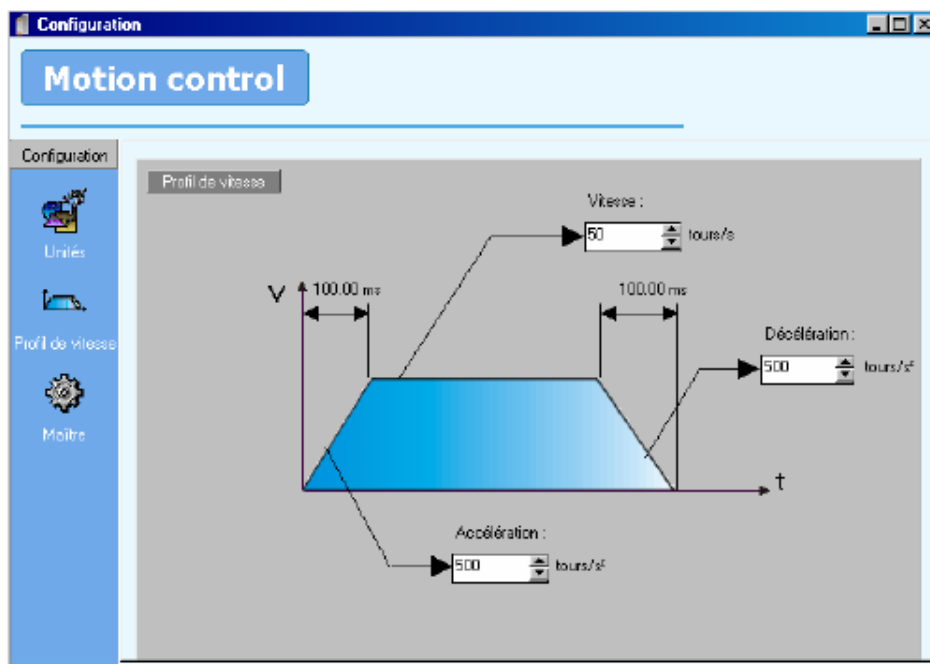 Configuration
Motion control
Configuration
Unités
Profil de vitesse
Maître
Profil de vitesse
Vitesse :
50 tours/s
V
100.00 ms
100.00 ms
Décélération :
500 tours/s²
t
Accélération :
500 tours/s²